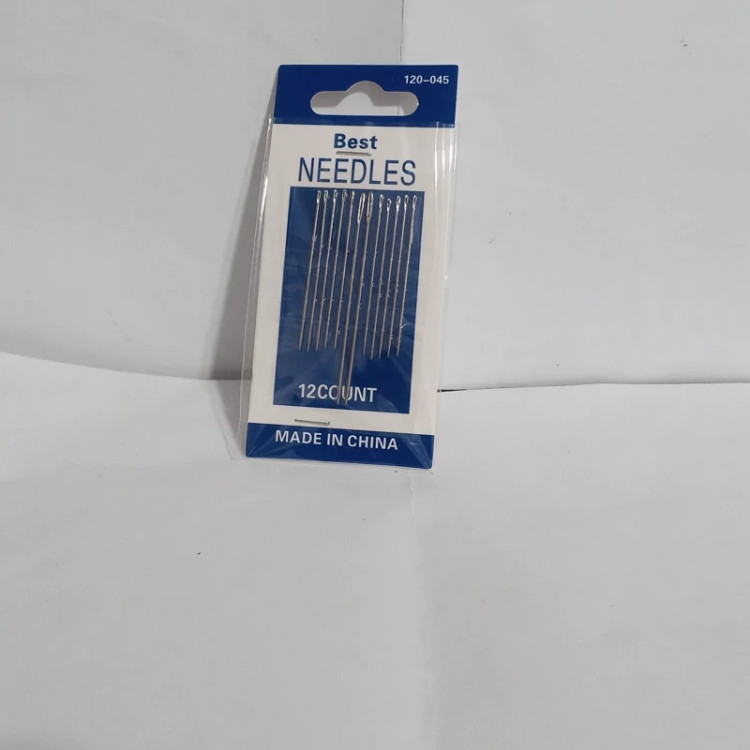 120-045
Best
NEEDLES
12COUNT
MADE IN CHINA